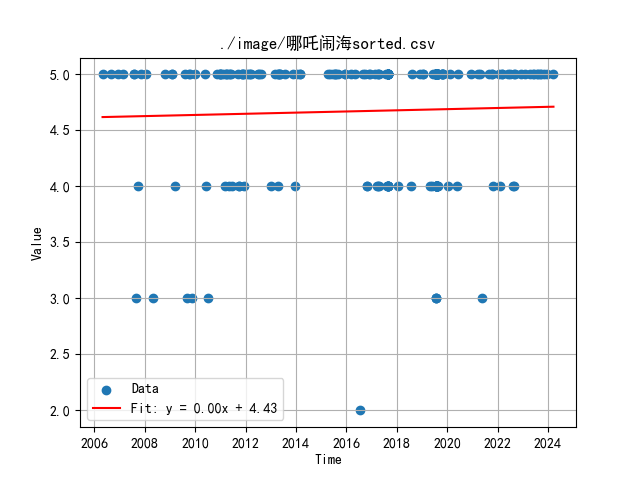 ./image/哪吒闹海sorted.csv
5.0
4.5
4.0
3.5
3.0
2.5
2.0
Value
Data
Fit: y = 0.00x + 4.43
2006 2008 2010 2012 2014 2016 2018 2020 2022 2024
Time